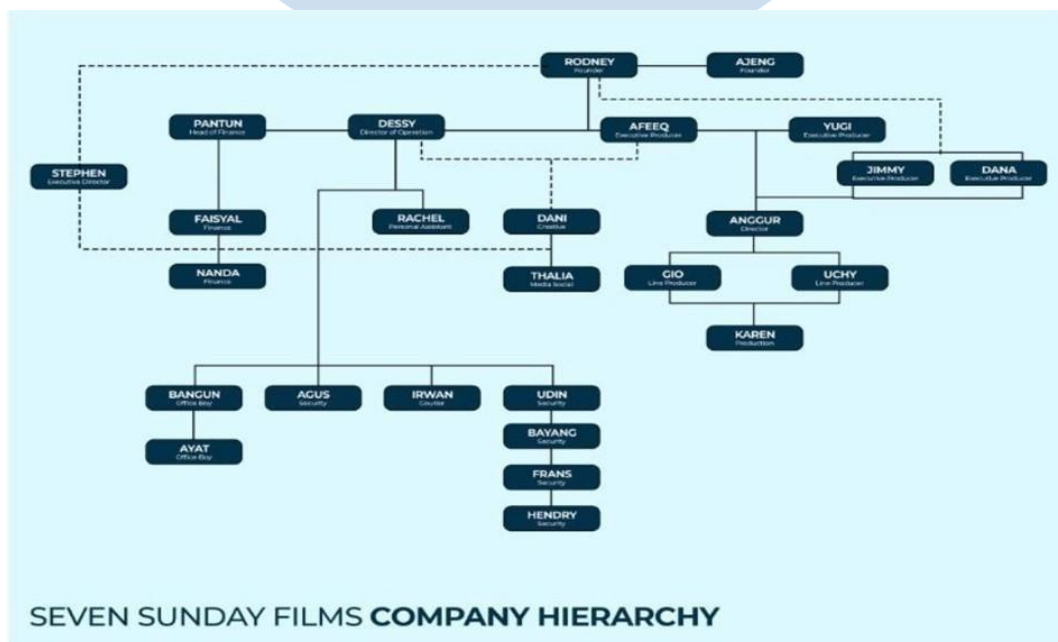 RODNEY
Founder
AJENG
Founder
PANTUN
Head of Finance
DESSY
Director of Operation
AFEEQ
Executive Producer
YUGI
Executive Producer
STEPHEN
Executive Director
JIMMY
Executive Producer
DANA
Executive Producer
FAISYAL
Finance
RACHEL
Personal Assistant
DANI
Creative
ANGGUR
Director
NANDA
Finance
THALIA
Media Social
GIO
Line Producer
UCHY
Line Producer
KAREN
Production
BANGUN
Office Boy
AGUS
Security
IRWAN
UDIN
Security
AYAT
Office Boy
BAYANG
Security
FRANS
Security
HENDRY
Security
SEVEN SUNDAY FILMS COMPANY HIERARCHY